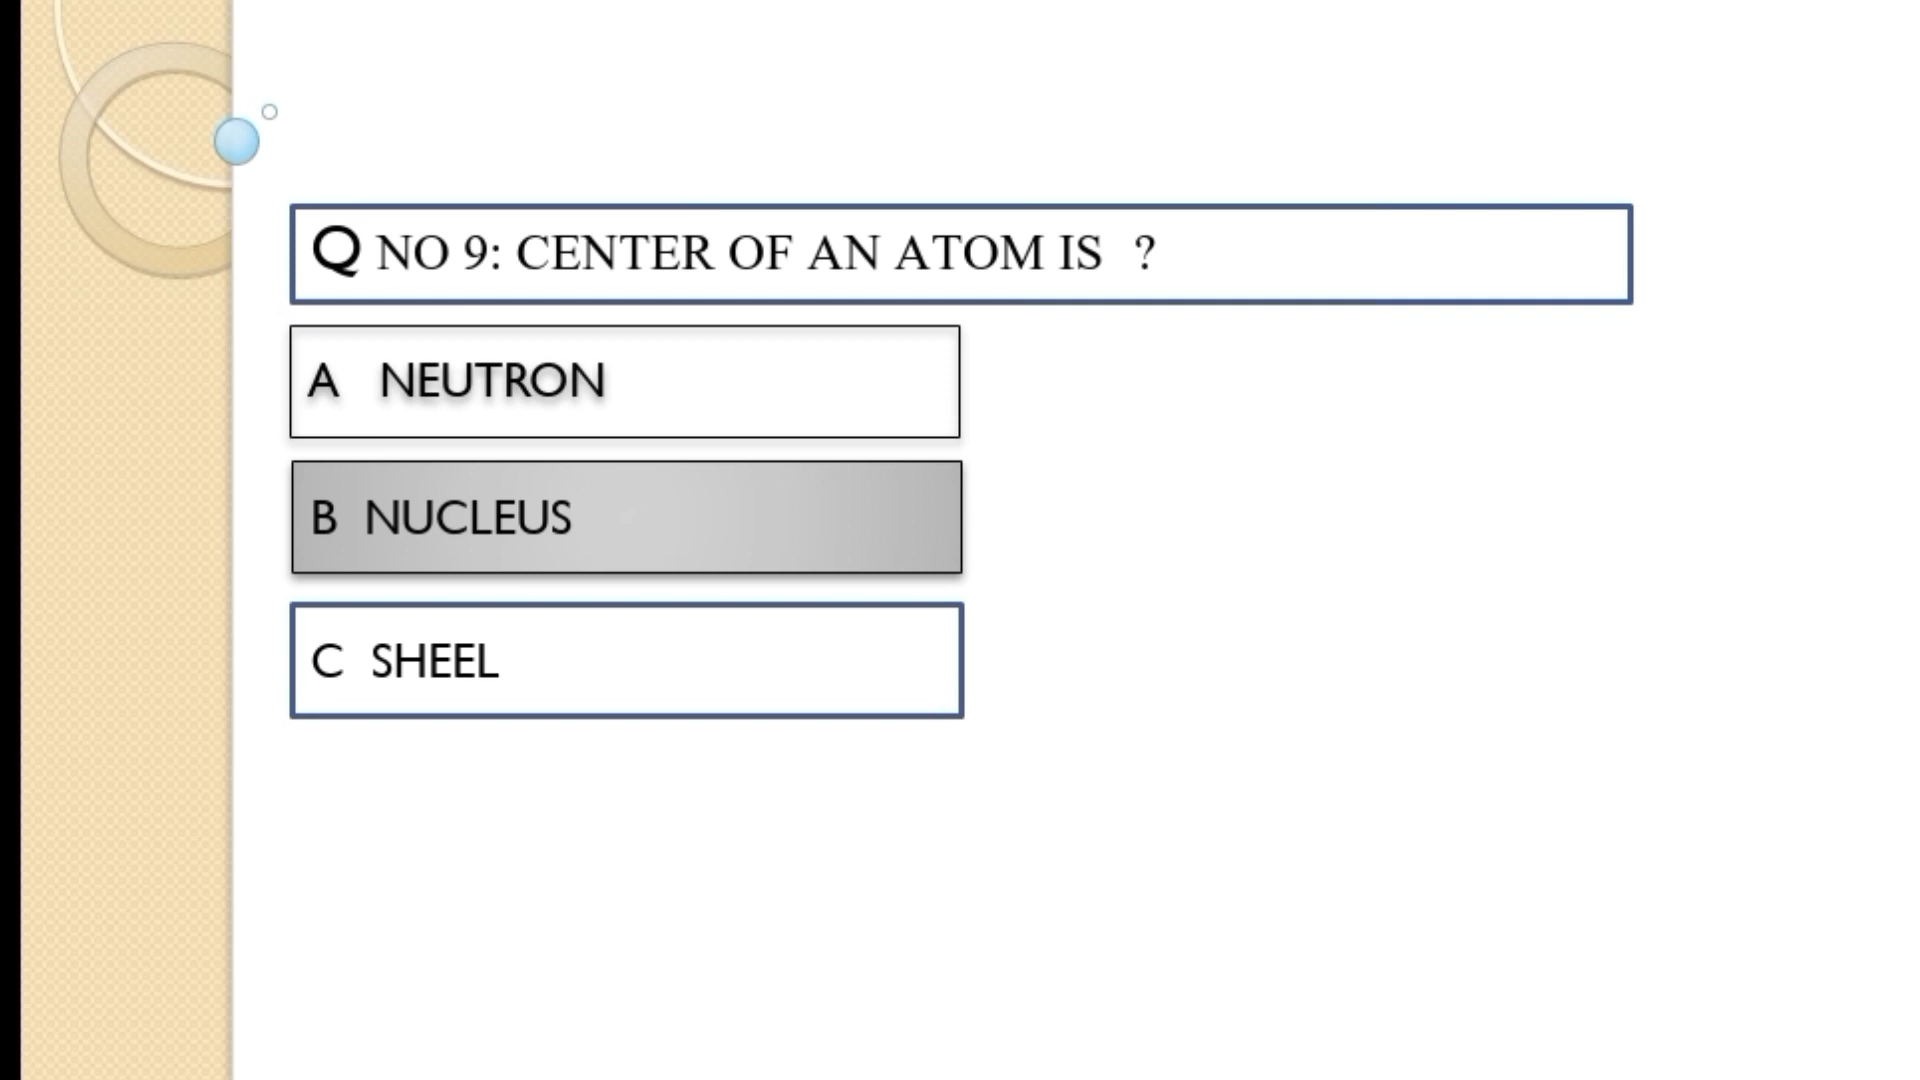 Q NO 9: CENTER OF AN ATOM IS ?
A NEUTRON
B NUCLEUS
C SHEEL